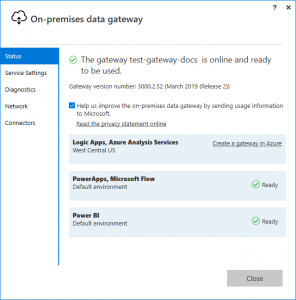 On-premises data gateway
Status
Service Settings
Diagnostics
Network
Connectors
The gateway test-gateway-docs is online and ready
to be used.
Gateway version number: 3000.2.52 (March 2019 (Release 2))
Help us improve the on-premises data gateway by sending usage information
to Microsoft.
Read the privacy statement online
Logic Apps, Azure Analysis Services
West Central US
Create a gateway in Azure
PowerApps, Microsoft Flow
Default environment
Ready
Power BI
Default environment
Ready
Close